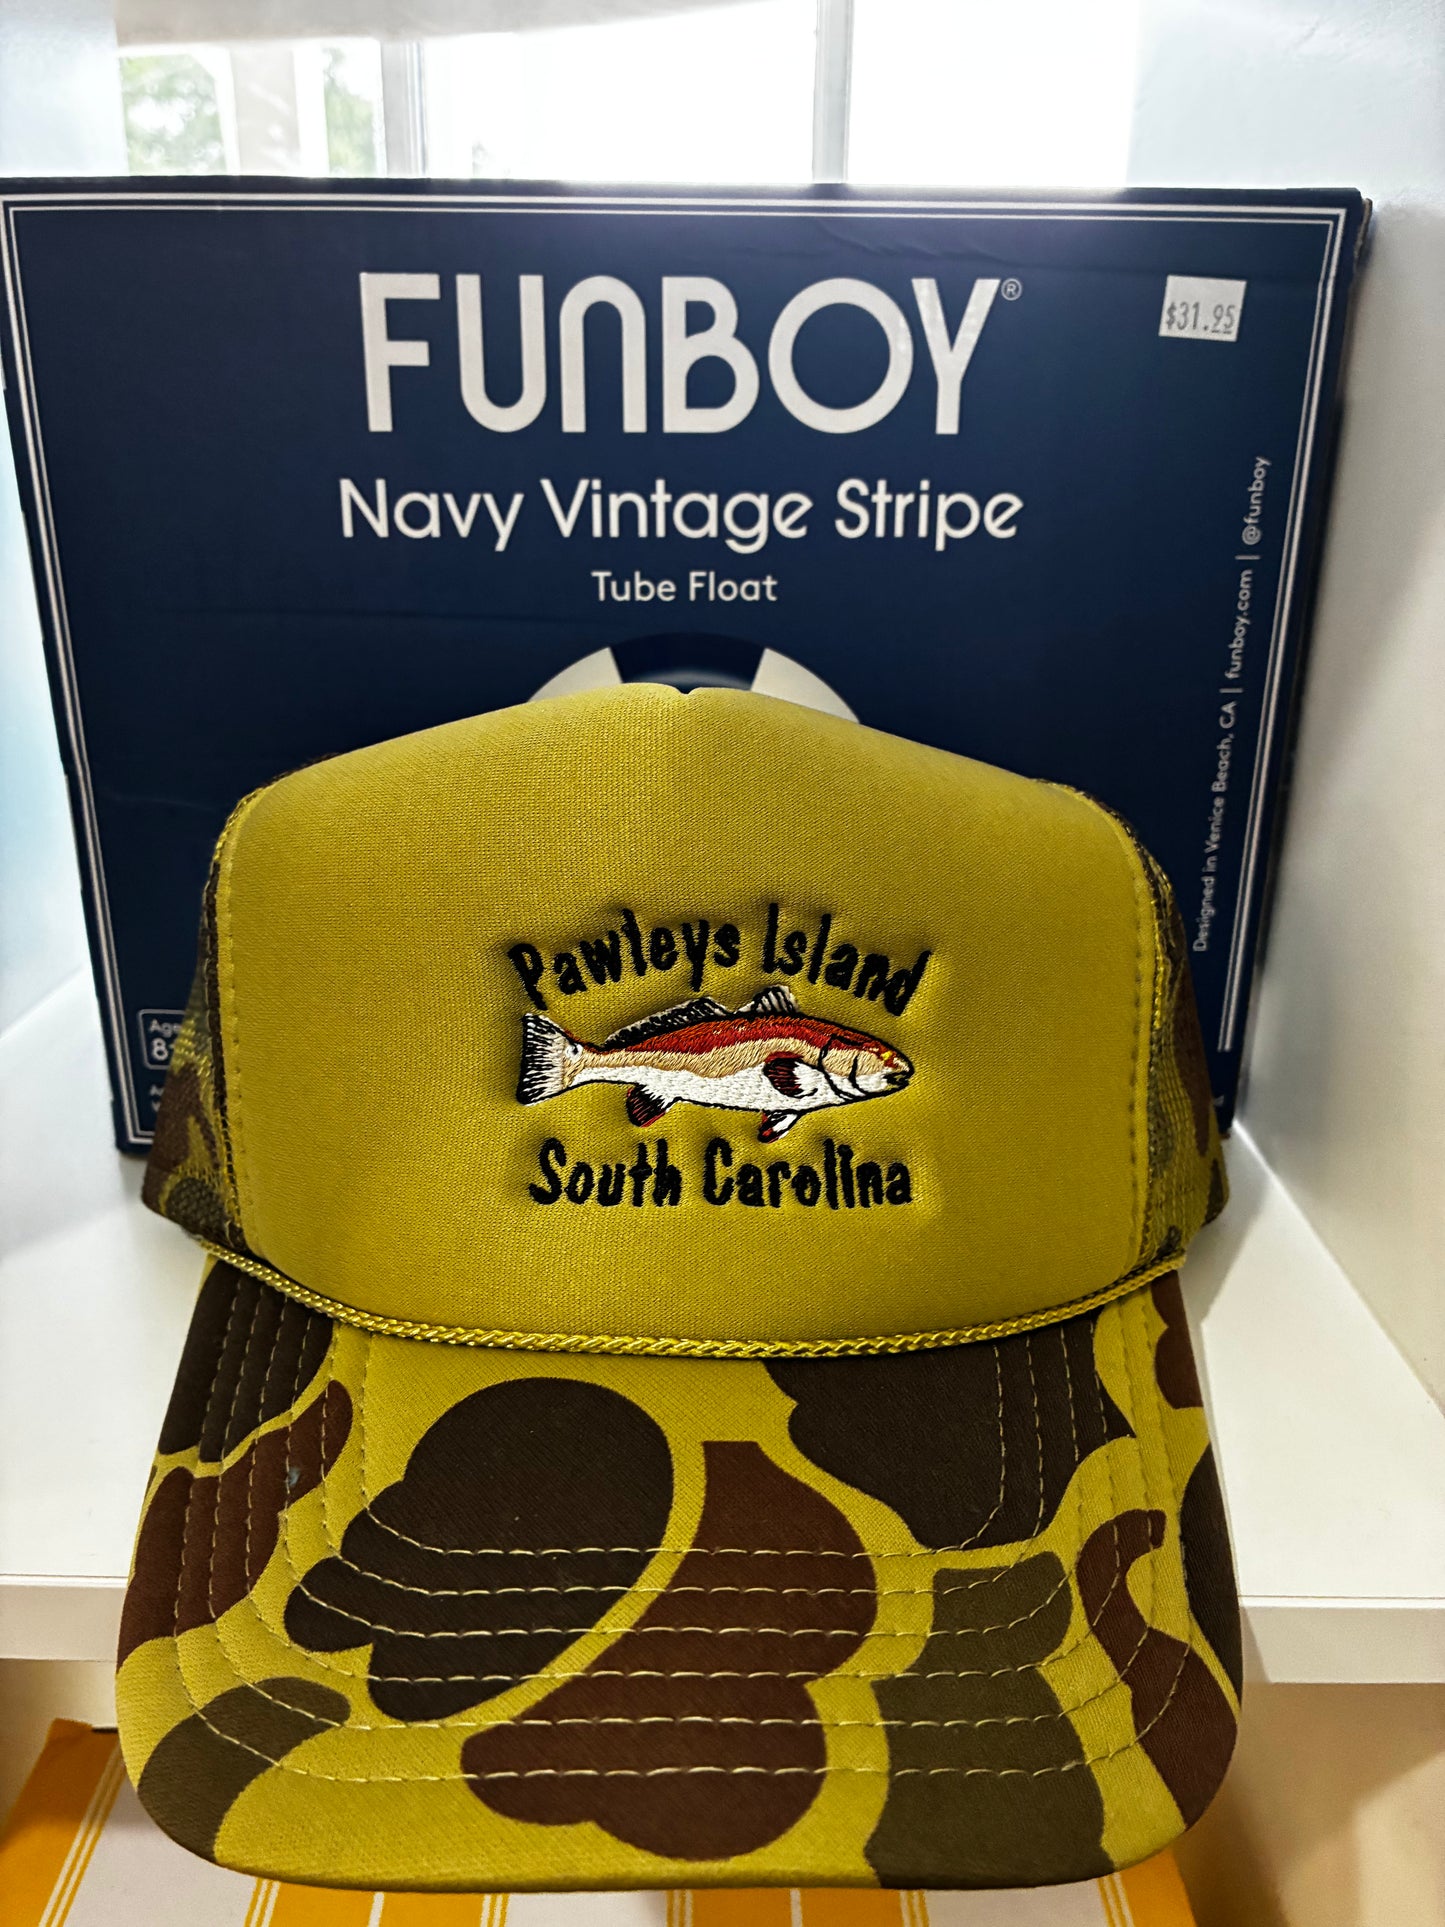 FUNBOY®
$31.95
Navy Vintage Stripe
Tube Float
Designed in Venice Beach, CA | funboy.com | @funboy
Pawleys Island
South Carolina